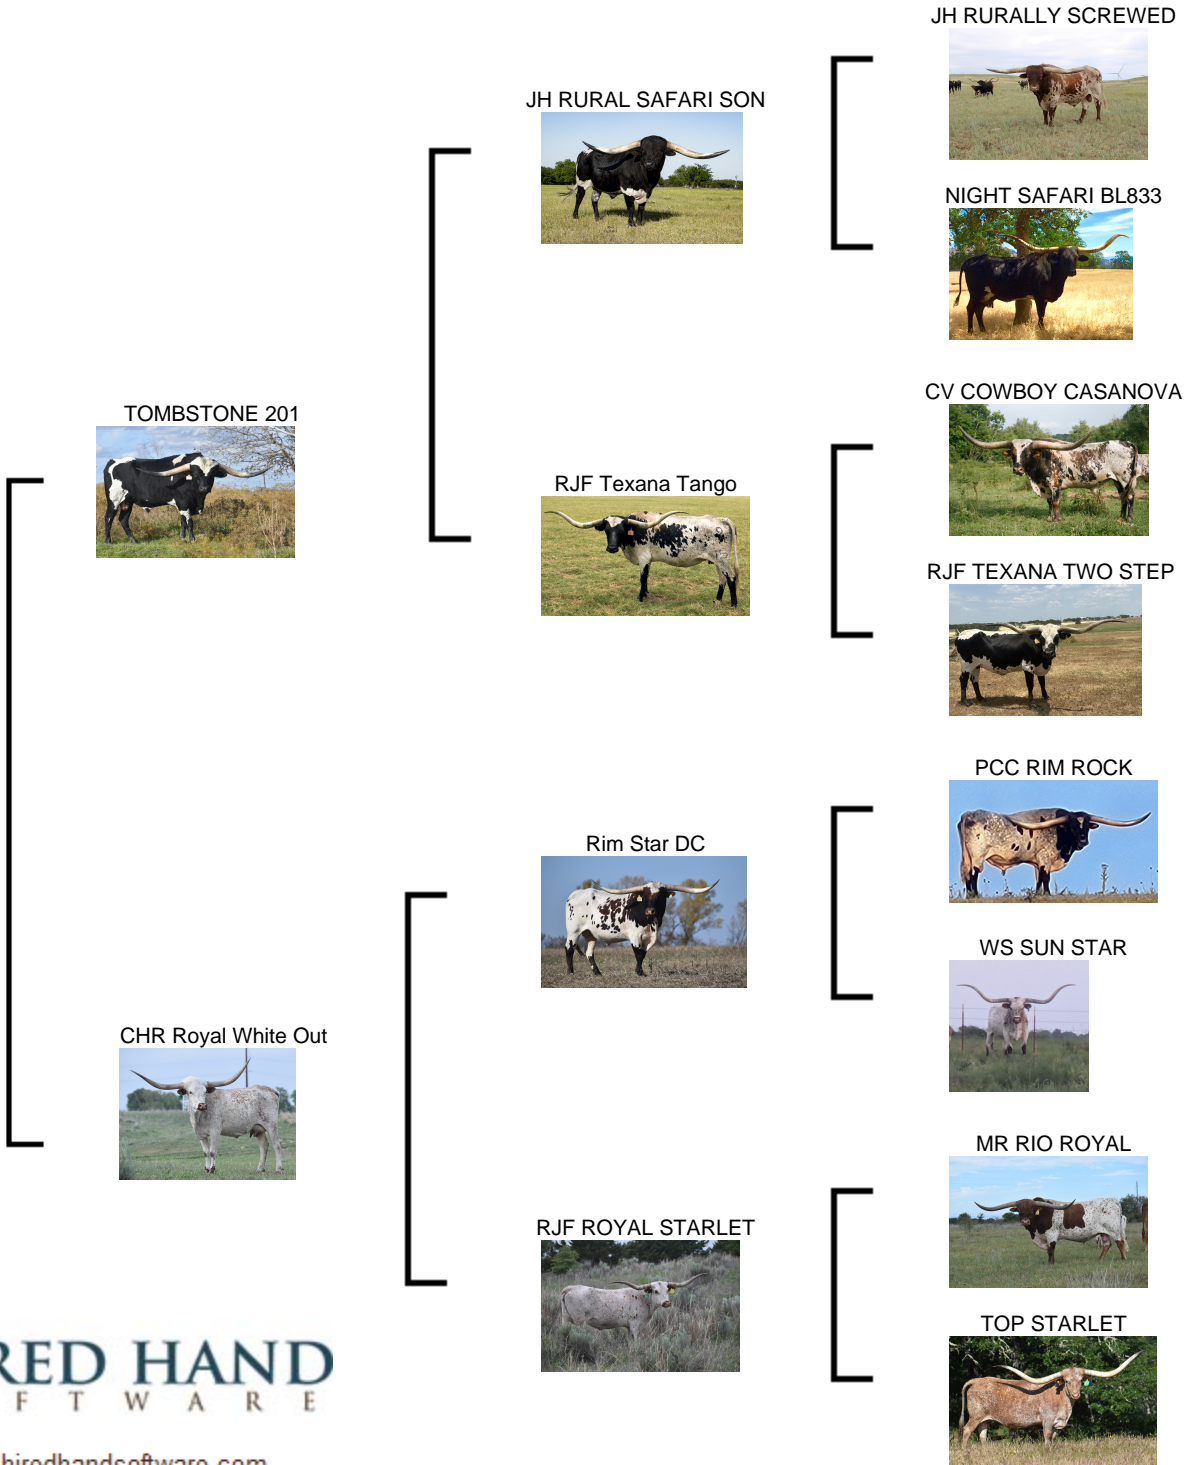 JH RURALLY SCREWED
JH RURAL SAFARI SON
NIGHT SAFARI BL833
TOMBSTONE 201
CV COWBOY CASANOVA
RJF Texana Tango
RJF TEXANA TWO STEP
PCC RIM ROCK
Rim Star DC
WS SUN STAR
CHR Royal White Out
MR RIO ROYAL
RJF ROYAL STARLET
TOP STARLET
RED HAND
F T W A R E
hiredhandsoftware.com